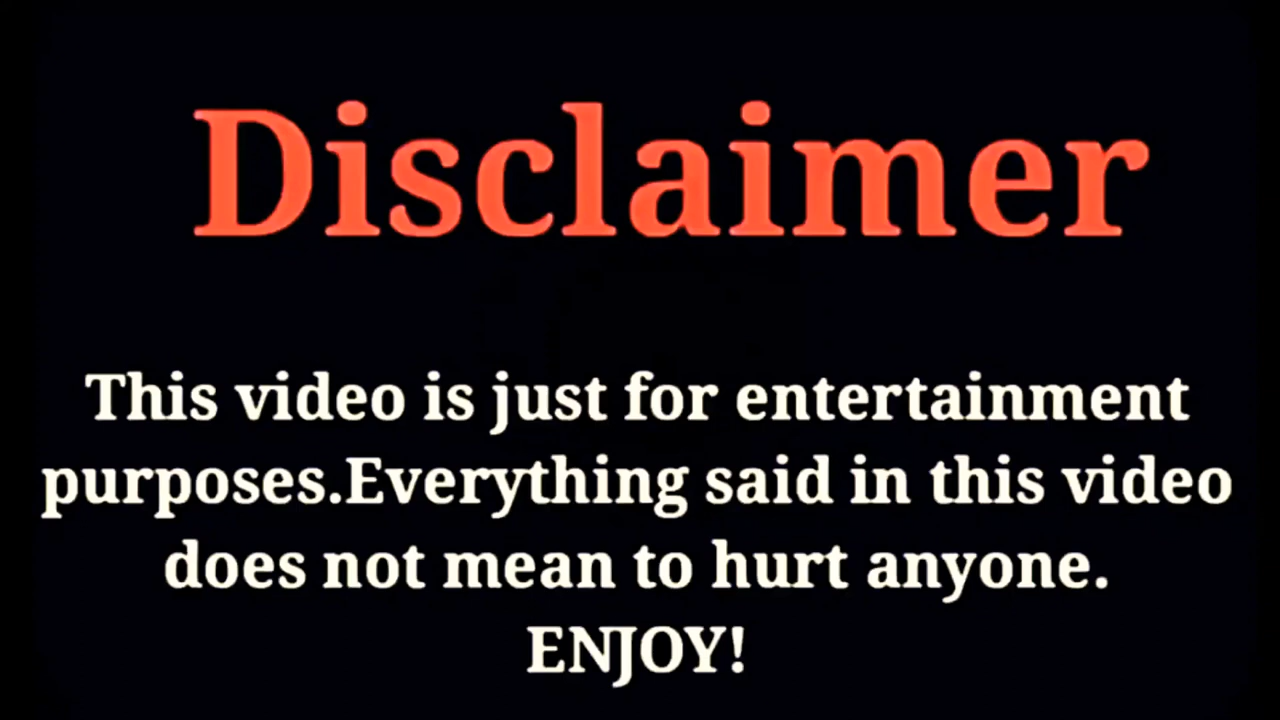 Disclaimer
This video is just for entertainment
purposes.Everything said in this video
does not mean to hurt anyone.
ENJOY!